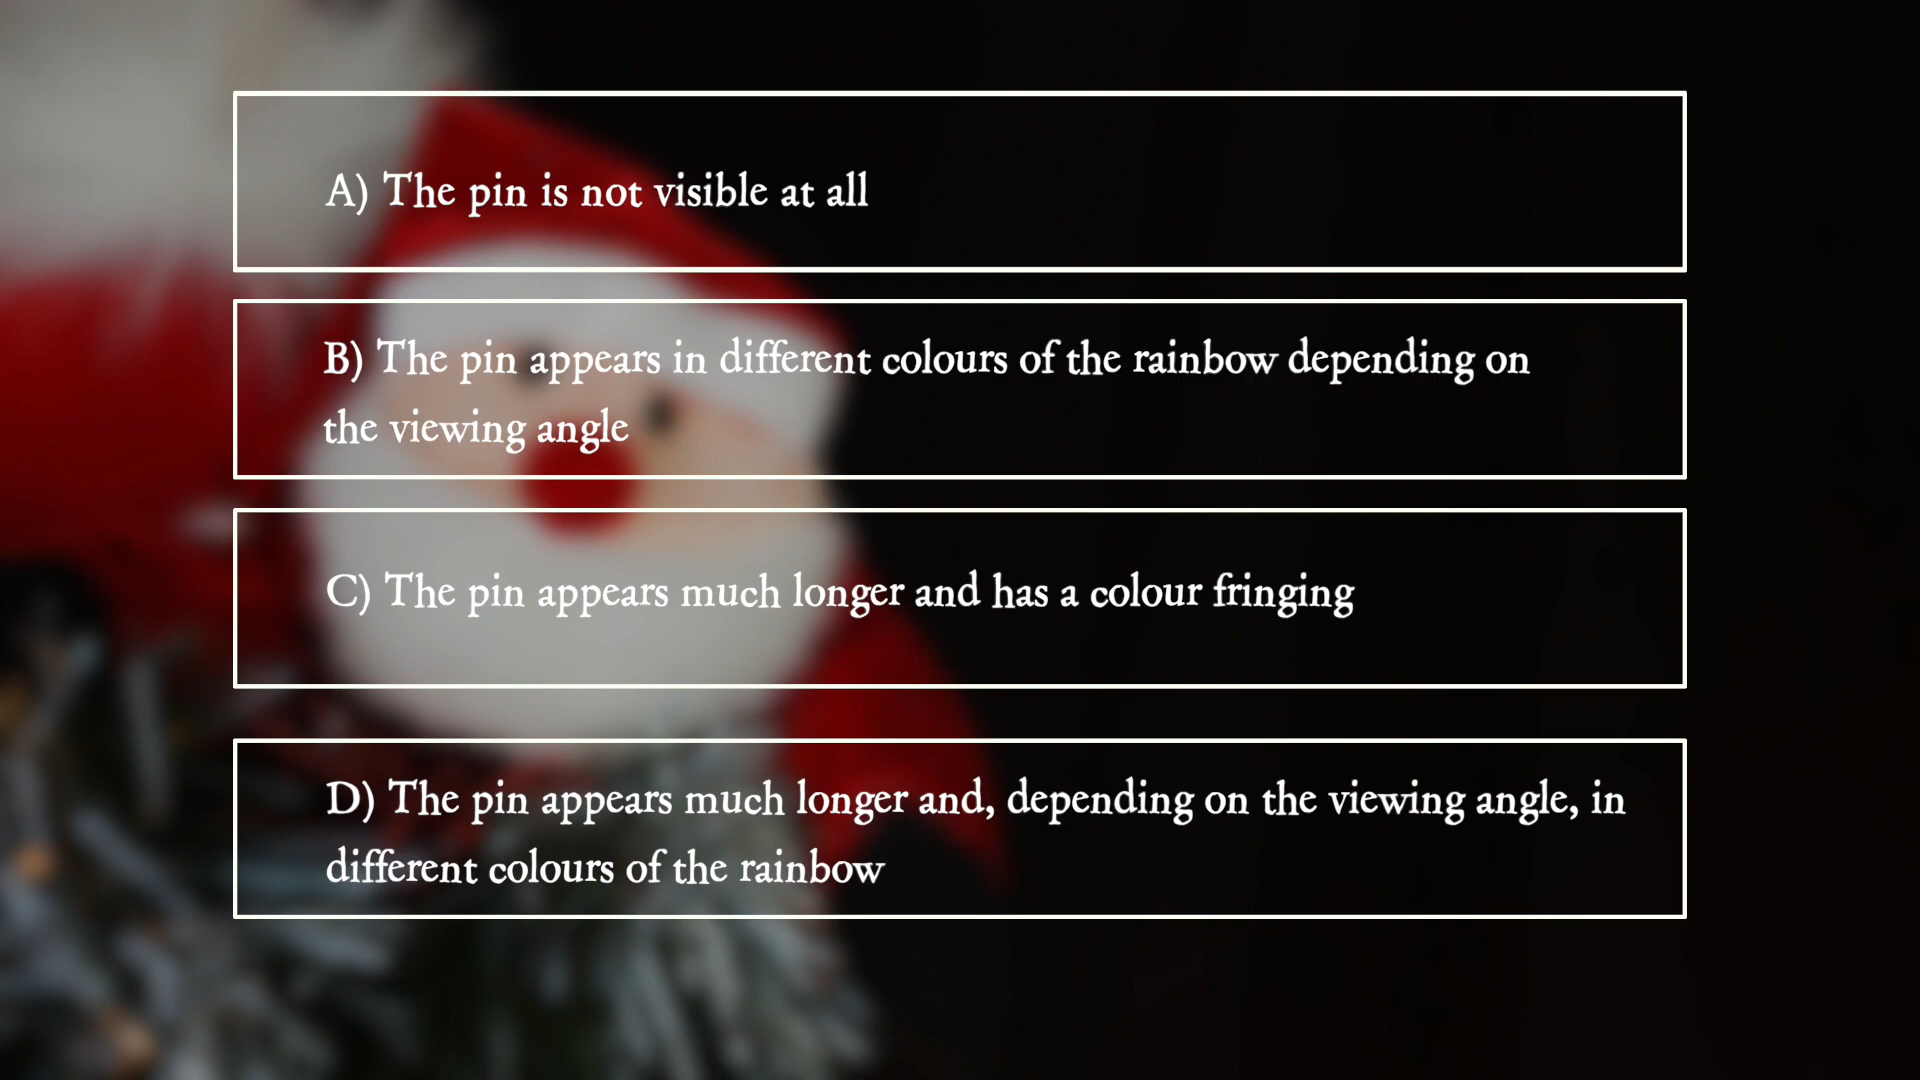 A) The pin is not visible at all
B) The pin appears in different colours of the rainbow depending on
the viewing angle
C) The pin appears much longer and has a colour fringing
D) The pin appears much longer and, depending on the viewing angle, in
different colours of the rainbow